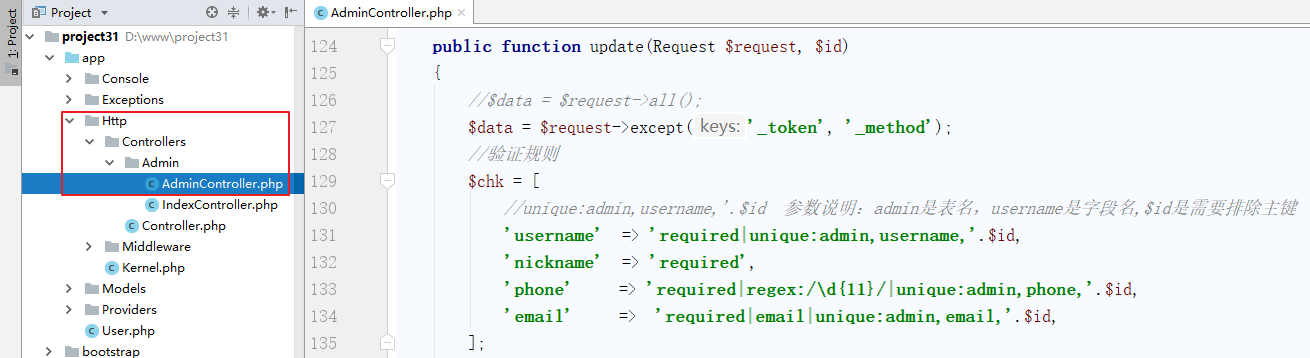 1: Project
Project
project31 D:\www\project31
app
Console
Exceptions
Http
Controllers
Admin
AdminController.php
IndexController.php
Controller.php
Middleware
Kernel.php
Models
Providers
User.php
bootstrap
AdminController.php
124 public function update(Request $request, $id)
125 {
126 //$data = $request->all();
127 $data = $request->except( keys: '_token', '_method');
128 //验证规则
129 $chk = [
130 //unique:admin,username,'.$id 参数说明：admin是表名，username是字段名,$id是需要排除主键
131 'username' => 'required|unique:admin,username,'.$id,
132 'nickname' => 'required',
133 'phone' => 'required|regex:/\d{11}/|unique:admin,phone,'.$id,
134 'email' => 'required|email|unique:admin,email,'.$id,
135 ];